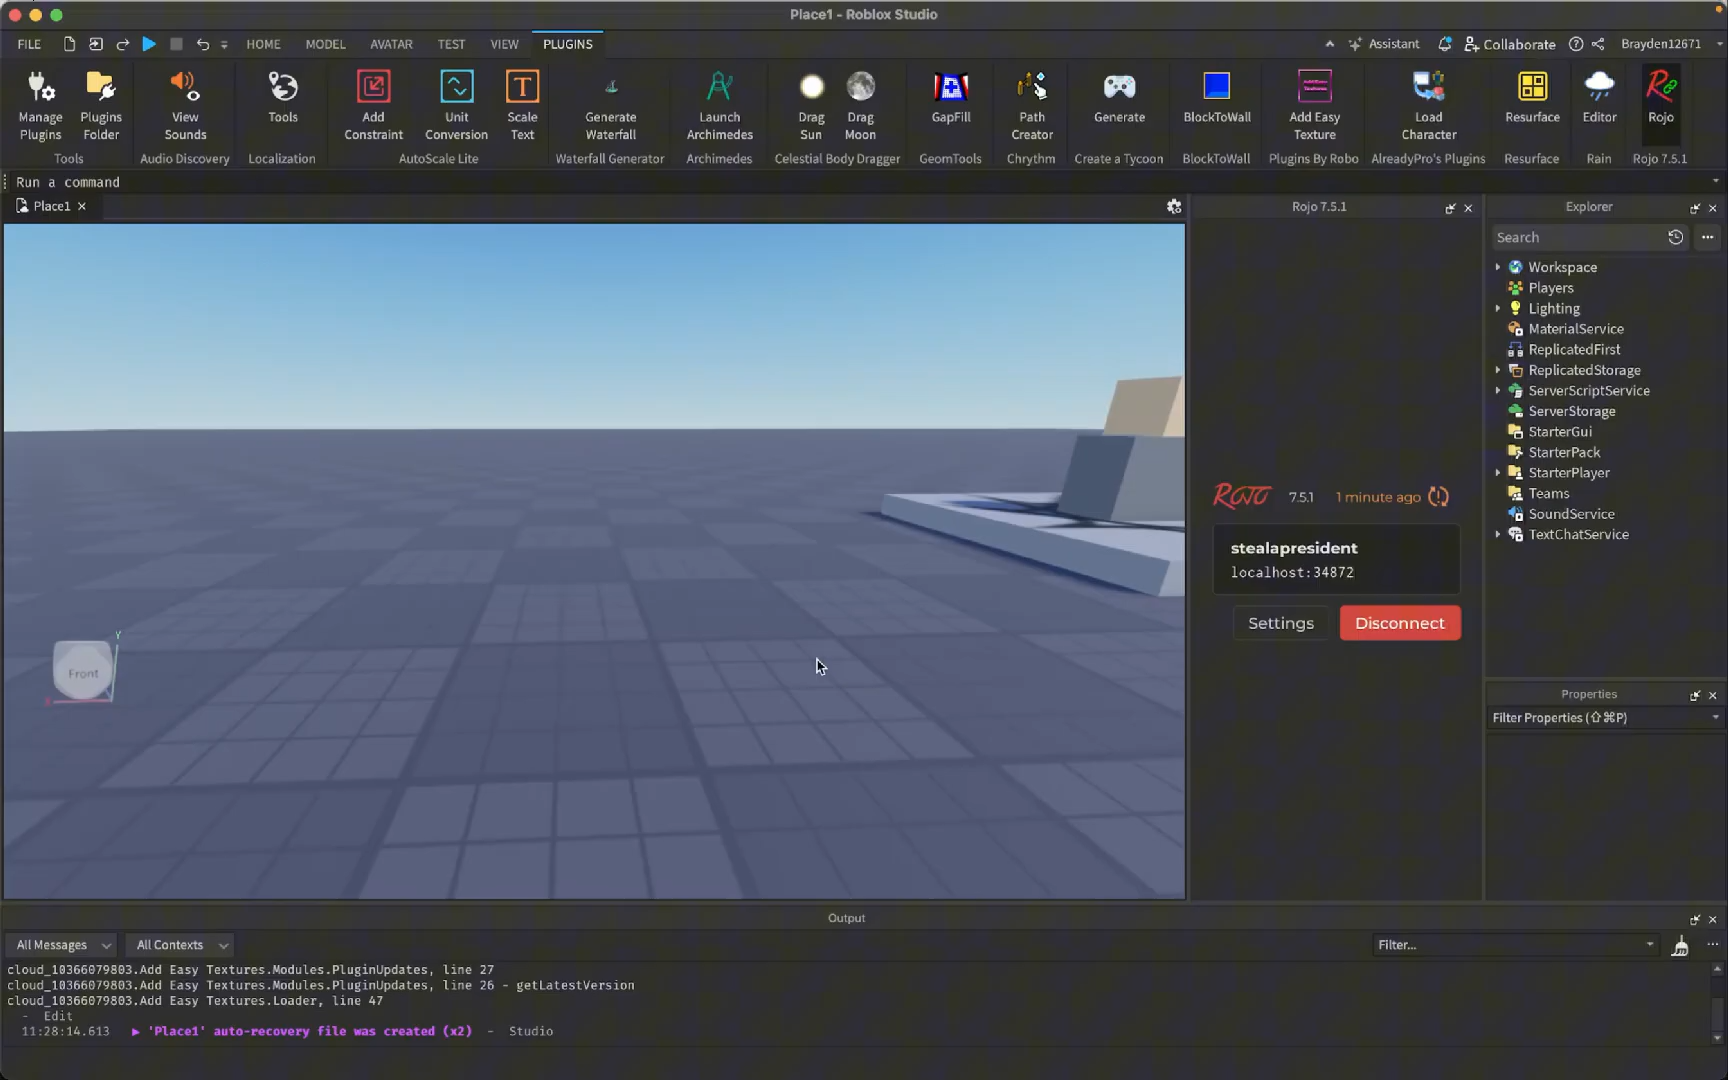 Place1 - Roblox Studio
FILE HOME MODEL AVATAR TEST VIEW PLUGINS Assistant Collaborate Brayden12671
Manage Plugins
Plugins Folder
Tools
View Sounds
Audio Discovery
Tools
Localization
Add Constraint
Unit Conversion
Scale Text
AutoScale Lite
Generate Waterfall
Waterfall Generator
Launch Archimedes
Archimedes
Drag Sun
Drag Moon
Celestial Body Dragger
GapFill
GeomTools
Path Creator
Chrythm
Generate
Create a Tycoon
BlockToWall
BlockToWall
Add Easy Texture
Plugins By Robo
Load Character
AlreadyPro's Plugins
Resurface
Resurface
Editor
Rain
Rojo
Rojo 7.5.1
Run a command
Place1
Front
Y
Rojo 7.5.1
ROJO 7.5.1 1 minute ago
stealapresident
localhost:34872
Settings Disconnect
Explorer
Search
Workspace
Players
Lighting
MaterialService
ReplicatedFirst
ReplicatedStorage
ServerScriptService
ServerStorage
StarterGui
StarterPack
StarterPlayer
Teams
SoundService
TextChatService
Properties
Filter Properties (⇧⌘P)
Output
All Messages All Contexts Filter...
cloud_10366079803.Add Easy Textures.Modules.PluginUpdates, line 27
cloud_10366079803.Add Easy Textures.Modules.PluginUpdates, line 26 - getLatestVersion
cloud_10366079803.Add Easy Textures.Loader, line 47
- Edit
11:28:14.613 ▶ 'Place1' auto-recovery file was created (x2) - Studio